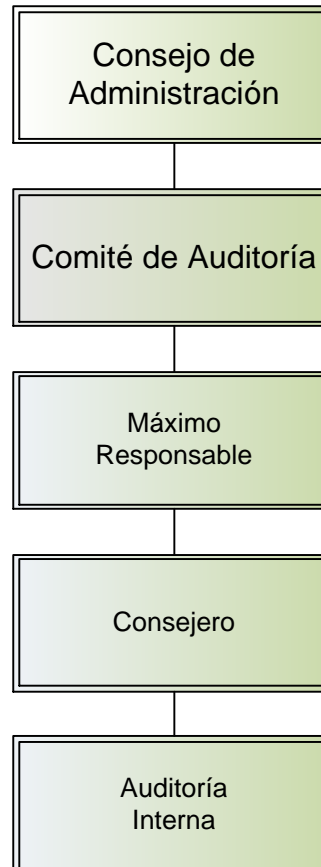 Consejo de
Administración
Comité de Auditoría
Máximo
Responsable
Consejero
Auditoría
Interna